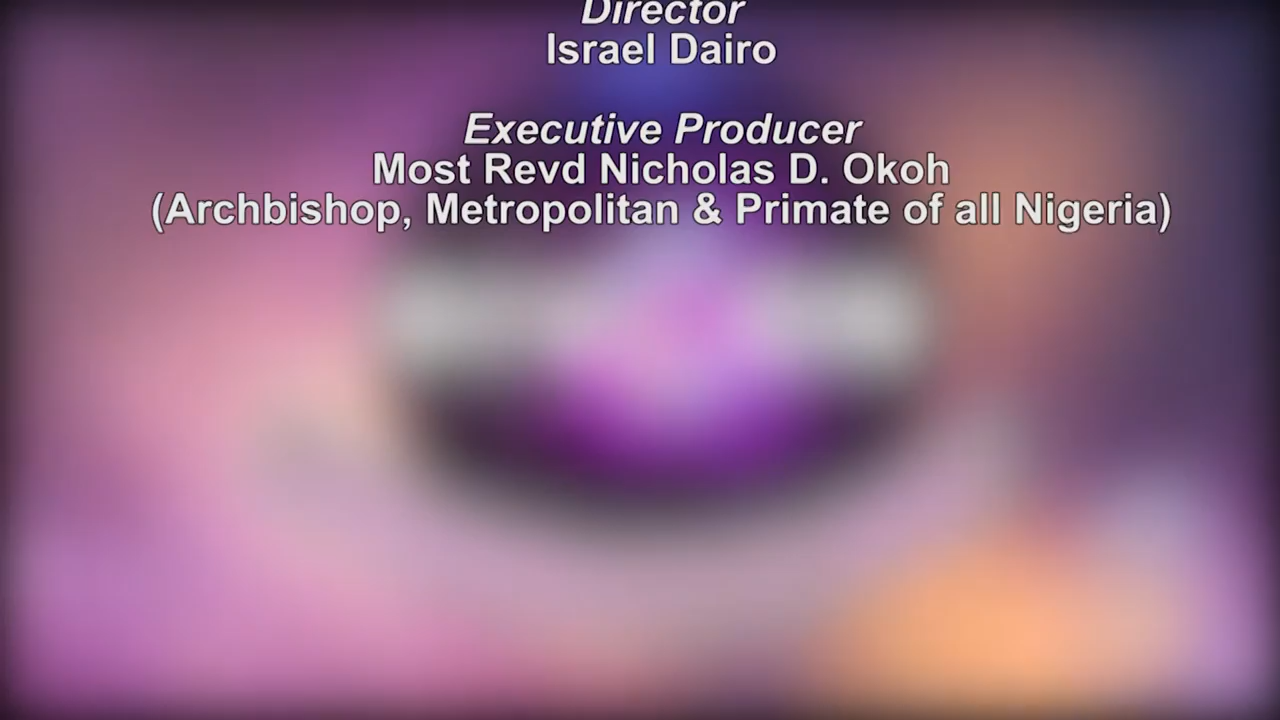 Director
Israel Dairo
Executive Producer
Most Revd Nicholas D. Okoh
(Archbishop, Metropolitan & Primate of all Nigeria)